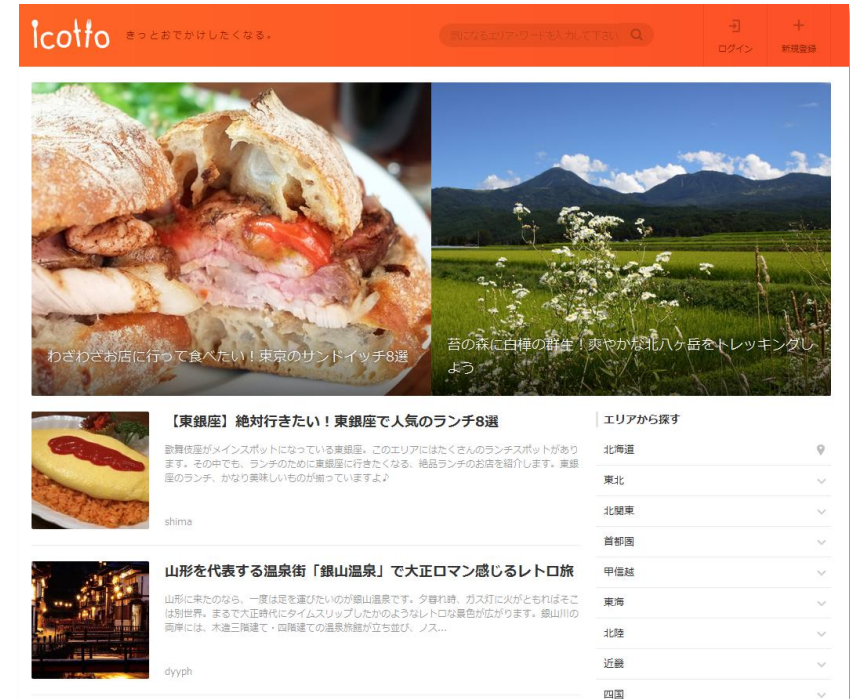 icotto
きっとおでかけしたくなる。
気になるエリア・ワードを入力して下さい
ログイン
新規登録
わざわざお店に行って食べたい！東京のサンドイッチ8選
苔の森に白樺の群生！爽やかな北八ヶ岳をトレッキングし
よう
【東銀座】絶対行きたい！東銀座で人気のランチ8選
歌舞伎座がメインスポットになっている東銀座。このエリアにはたくさんのランチスポットがあり
ます。その中でも、ランチのために東銀座に行きたくなる、絶品ランチのお店を紹介します。東銀
座のランチ、かなり美味しいものが揃っていますよ♪
shima
山形を代表する温泉街「銀山温泉」で大正ロマン感じるレトロ旅
山形に来たのなら、一度は足を運びたいのが銀山温泉です。夕暮れ時、ガス灯に火がともればそこ
は別世界。まるで大正時代にタイムスリップしたかのようなレトロな景色が広がります。銀山川の
両岸には、木造三階建て・四階建ての温泉旅館が立ち並び、ノス...
dyyph
エリアから探す
北海道
東北
北関東
首都圏
甲信越
東海
北陸
近畿
四国